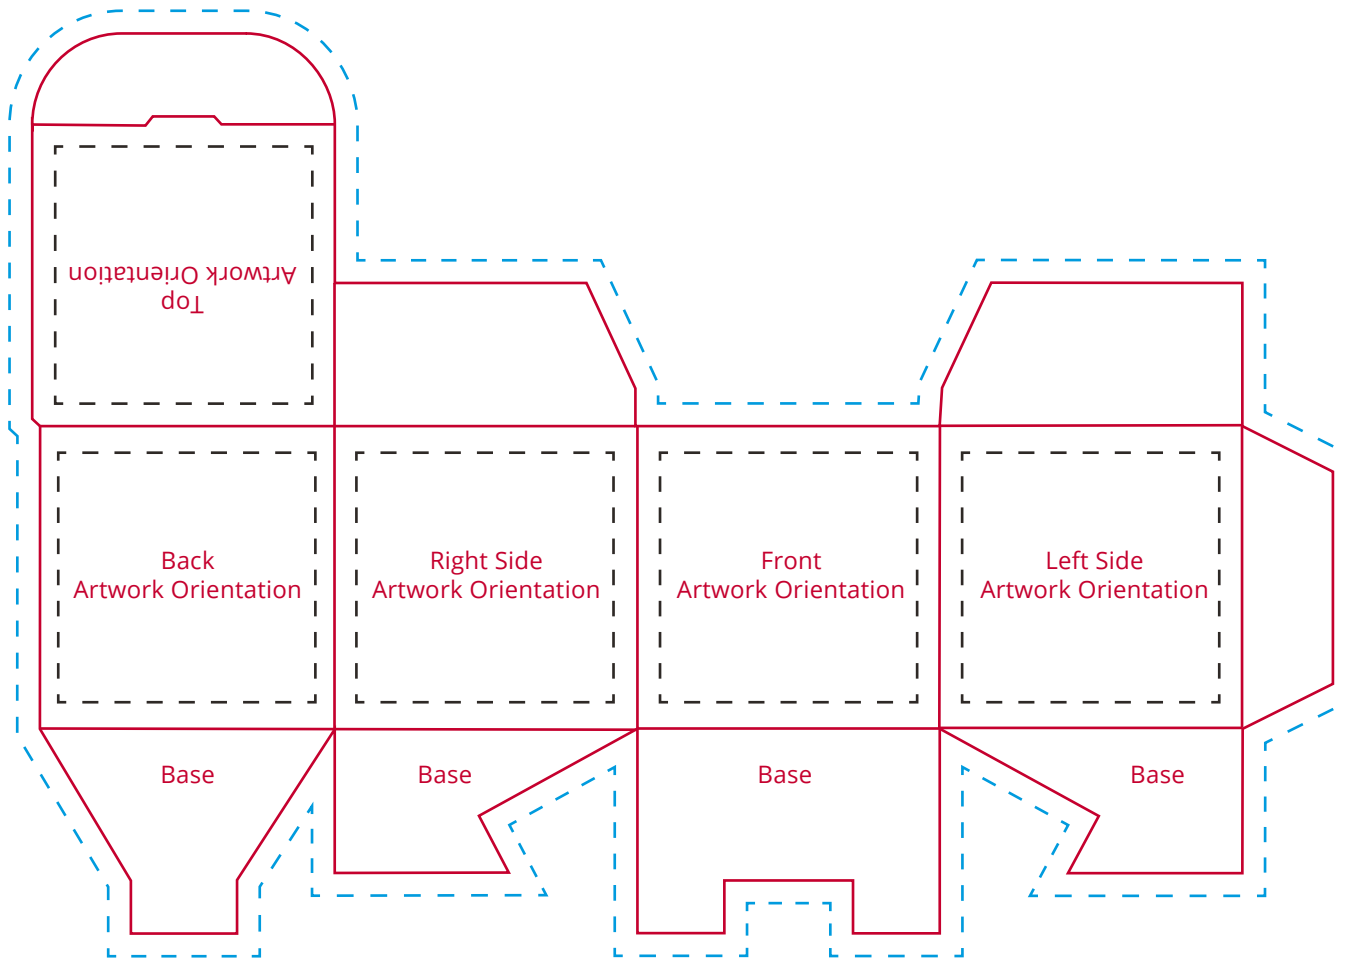 Top
Artwork Orientation
Back
Artwork Orientation
Right Side
Artwork Orientation
Front
Artwork Orientation
Left Side
Artwork Orientation
Base
Base
Base
Base